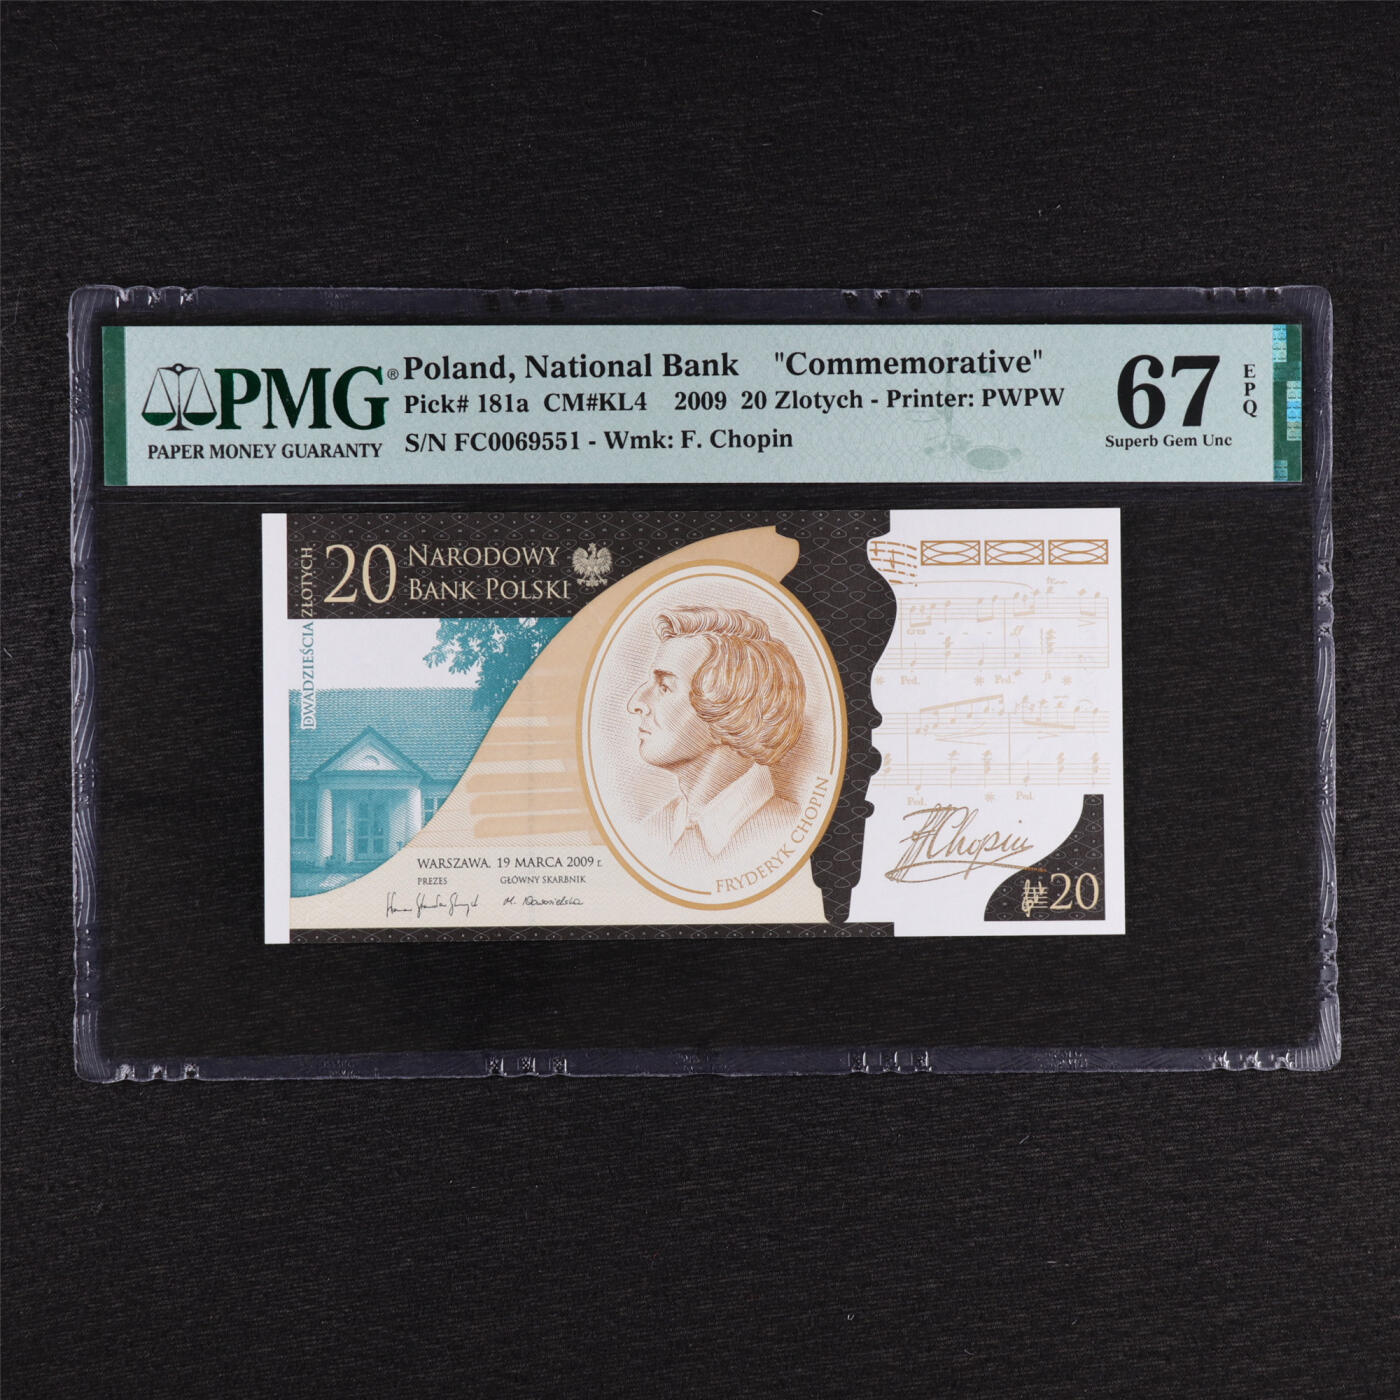 PMG®
PAPER MONEY GUARANTY
Poland, National Bank "Commemorative"
Pick# 181a CM#KL4 2009 20 Zlotych - Printer: PWPW
S/N FC0069551 - Wmk: F. Chopin
67
EPQ
Superb Gem Unc
20 NARODOWY
BANK POLSKI
DWADZIEŚCIA ZŁOTYCH
FRYDERYK CHOPIN
WARSZAWA, 19 MARCA 2009 r.
PREZES GŁÓWNY SKARBNIK
Ped. Ped.
Ped. Ped.
FChopin
20